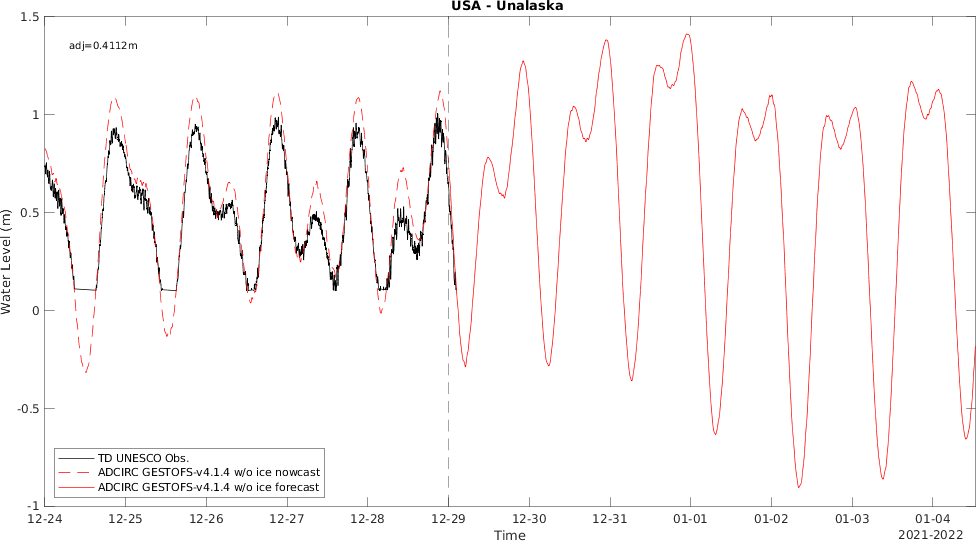 USA - Unalaska
adj=0.4112m
1.5
1
0.5
0
-0.5
-1
Water Level (m)
TD UNESCO Obs.
ADCIRC GESTOFS-v4.1.4 w/o ice nowcast
ADCIRC GESTOFS-v4.1.4 w/o ice forecast
12-24 12-25 12-26 12-27 12-28 12-29 12-30 12-31 01-01 01-02 01-03 01-04
Time
2021-2022